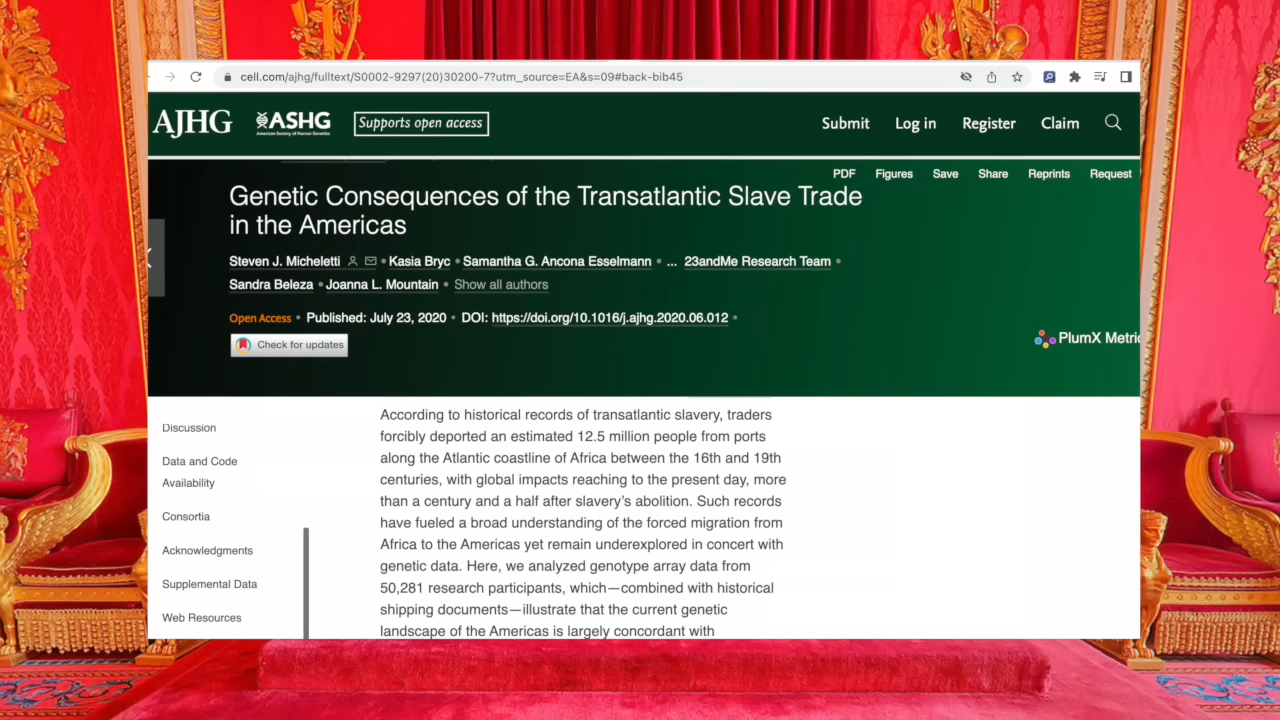 cell.com/ajhg/fulltext/S0002-9297(20)30200-7?utm_source=EA&s=09#back-bib45
AJHG
ASHG
American Society of Human Genetics
Supports open access
Submit
Log in
Register
Claim
PDF
Figures
Save
Share
Reprints
Request
Genetic Consequences of the Transatlantic Slave Trade
in the Americas
Steven J. Micheletti • Kasia Bryc • Samantha G. Ancona Esselmann • ... 23andMe Research Team •
Sandra Beleza • Joanna L. Mountain • Show all authors
Open Access • Published: July 23, 2020 • DOI: https://doi.org/10.1016/j.ajhg.2020.06.012 •
Check for updates
PlumX Metric
Discussion
Data and Code
Availability
Consortia
Acknowledgments
Supplemental Data
Web Resources
According to historical records of transatlantic slavery, traders
forcibly deported an estimated 12.5 million people from ports
along the Atlantic coastline of Africa between the 16th and 19th
centuries, with global impacts reaching to the present day, more
than a century and a half after slavery's abolition. Such records
have fueled a broad understanding of the forced migration from
Africa to the Americas yet remain underexplored in concert with
genetic data. Here, we analyzed genotype array data from
50,281 research participants, which—combined with historical
shipping documents—illustrate that the current genetic
landscape of the Americas is largely concordant with